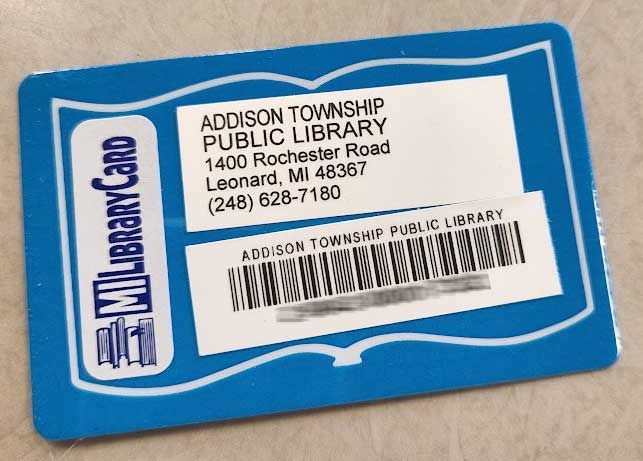 MILIBRARYCARD
ADDISON TOWNSHIP
PUBLIC LIBRARY
1400 Rochester Road
Leonard, MI 48367
(248) 628-7180
ADDISON TOWNSHIP PUBLIC LIBRARY